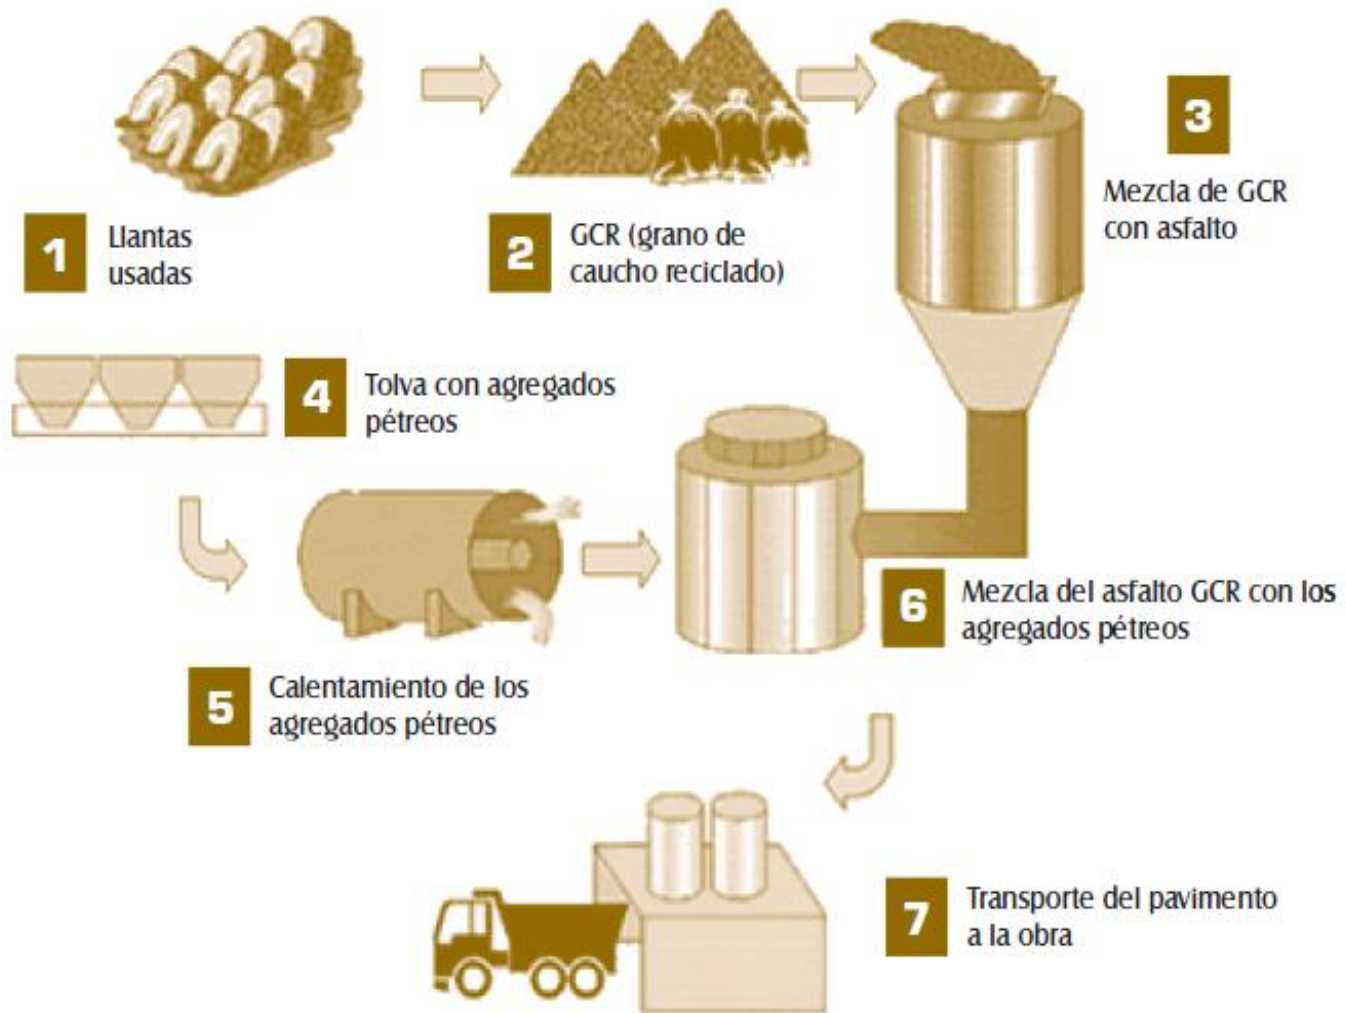 1
Llantas
usadas
2
GCR (grano de
caucho reciclado)
3
Mezcla de GCR
con asfalto
4
Tolva con agregados
pétreos
5
Calentamiento de los
agregados pétreos
6
Mezcla del asfalto GCR con los
agregados pétreos
7
Transporte del pavimento
a la obra